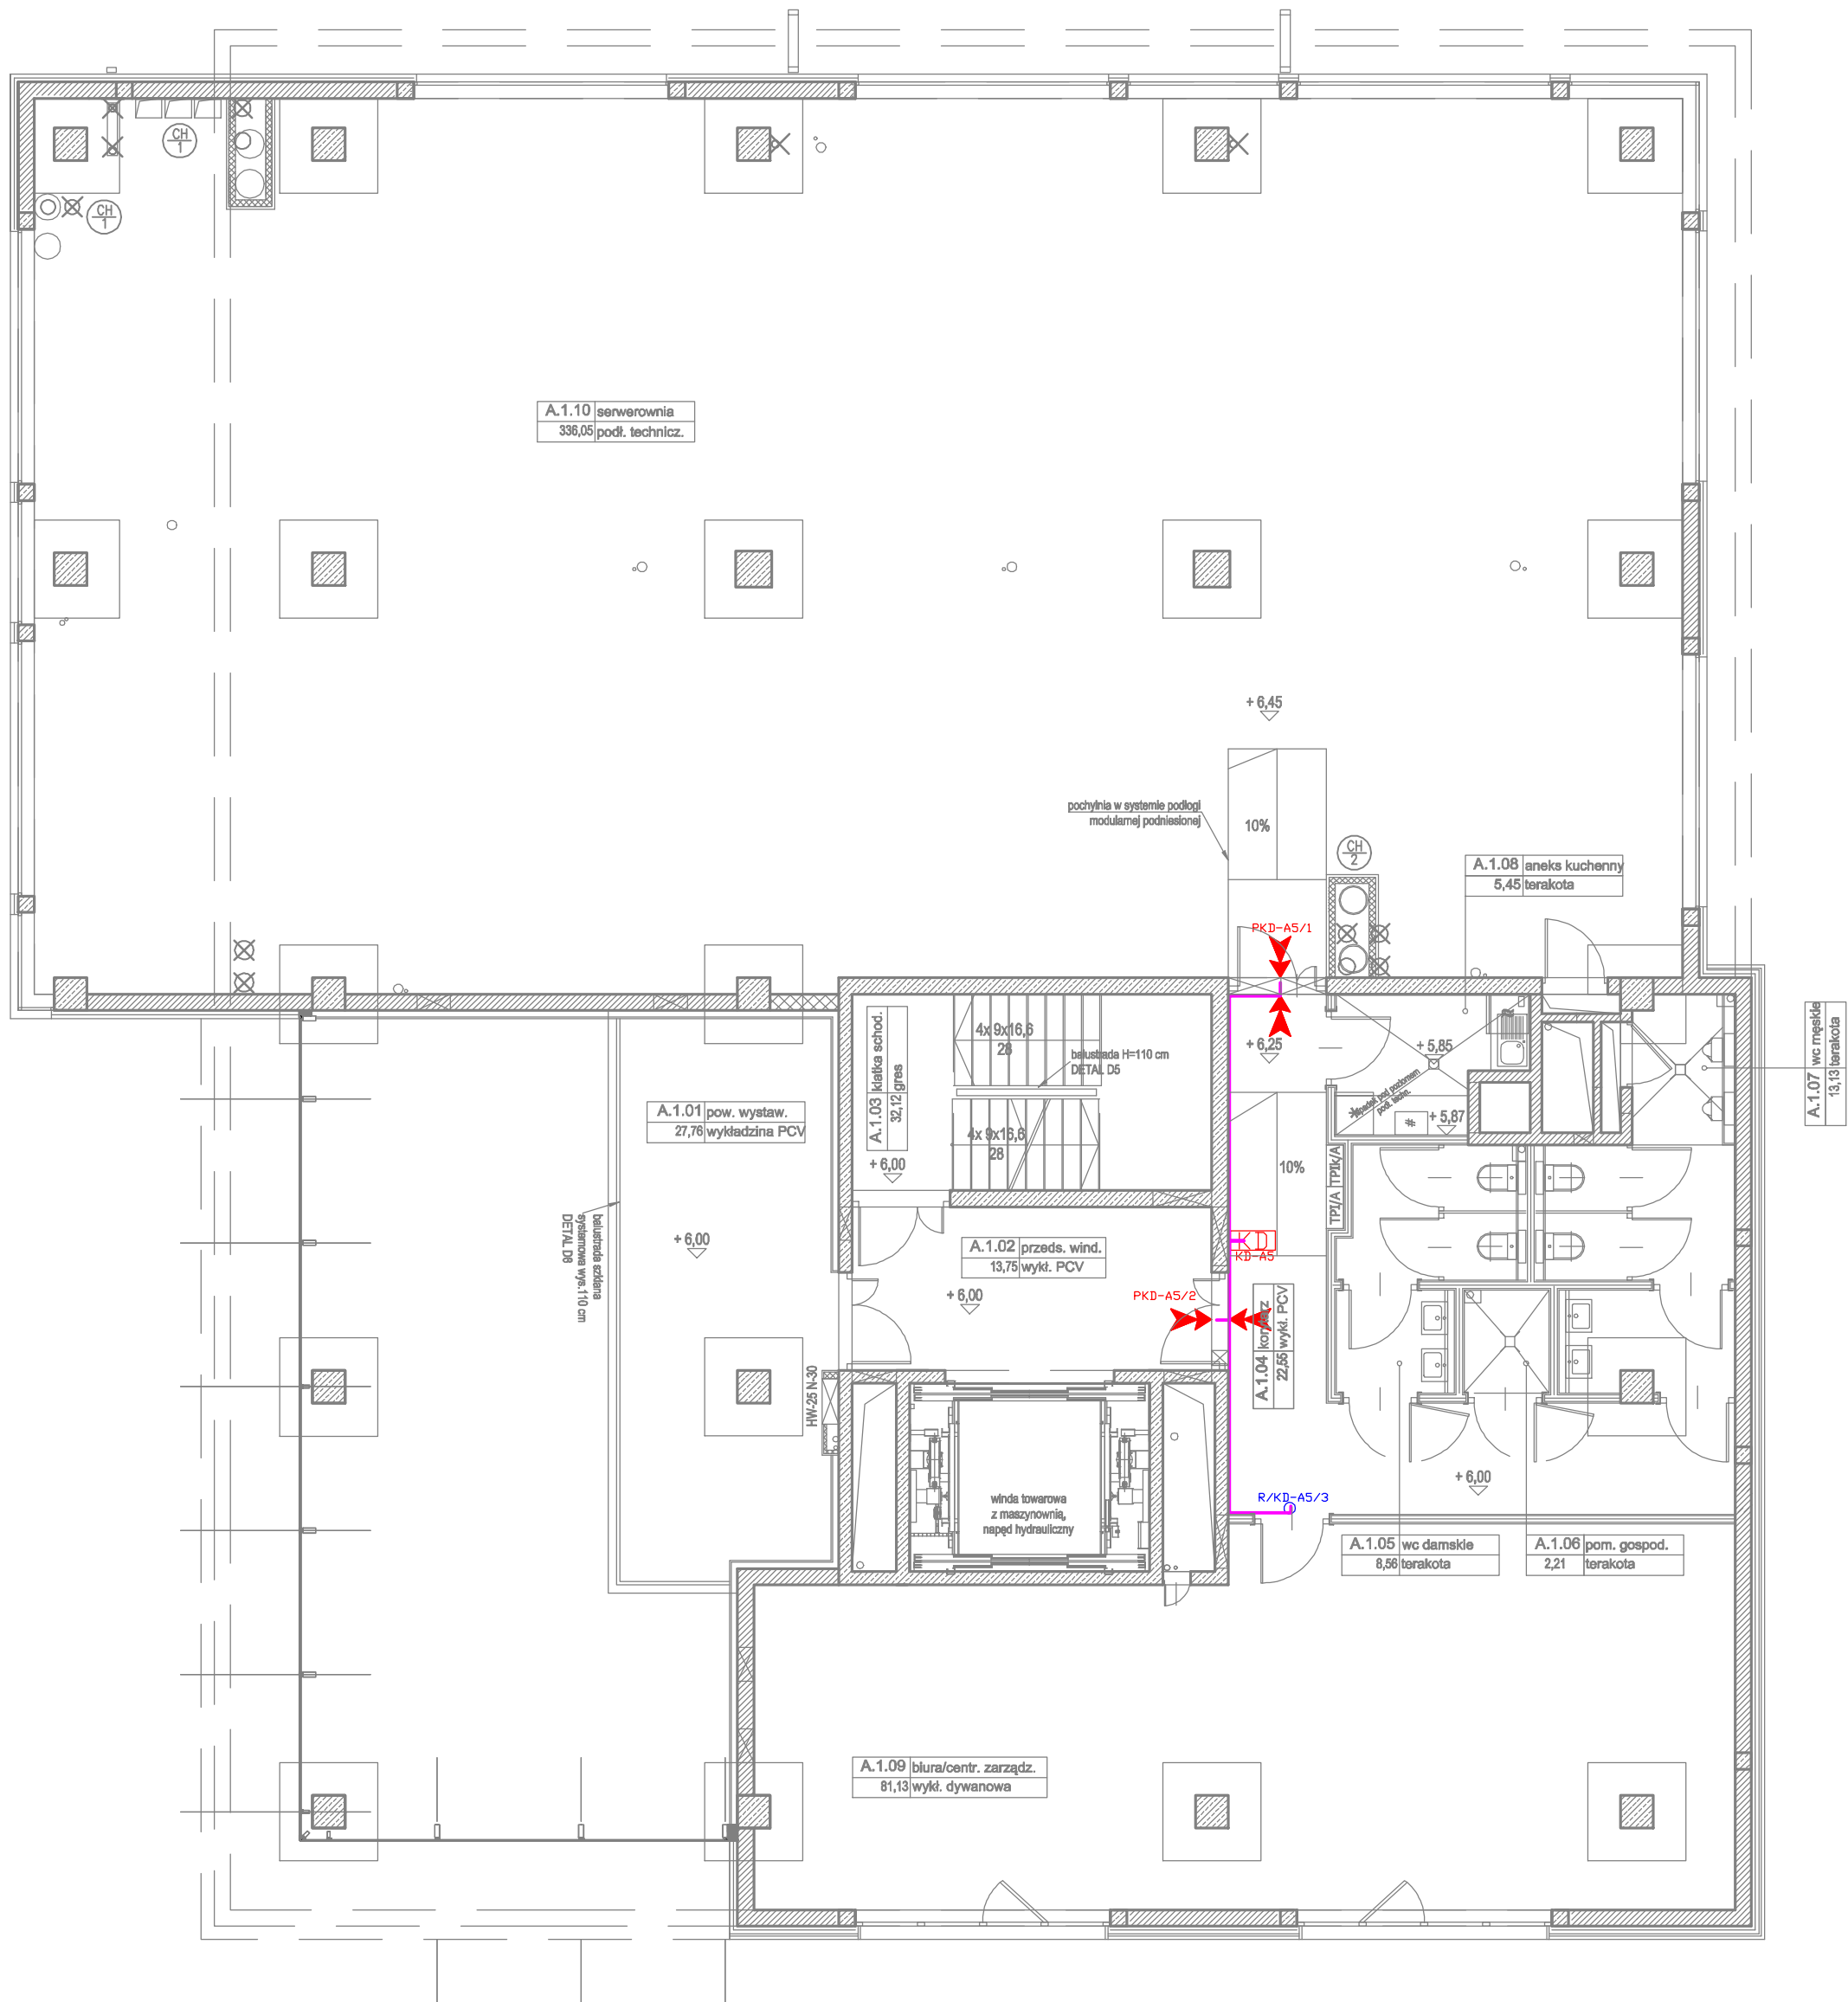 CH
1
CH
1
A.1.10 serwerownia
336,05 podł. technicz.
+ 6,45
pochylnia w systemie podłogi
modularnej podniesionej
10%
CH
2
A.1.08 aneks kuchenny
5,45 terakota
PKD-A5/1
A.1.07 wc męskie
13,13 terakota
A.1.03 klatka schod.
32,12 gres
4x 9x16,6
28
balustrada H=110 cm
DETAL D5
+ 6,25
+ 5,85
A.1.01 pow. wystaw.
27,76 wykładzina PCV
4x 9x16,6
28
+ 6,00
+ 5,87
#
10%
TPI/A TPIK/A
balustrada szklana
systemowa wys.110 cm
DETAL D8
+ 6,00
A.1.02 przeds. wind.
13,75 wykł. PCV
KD
KD-A5
+ 6,00
PKD-A5/2
A.1.04 korytarz
22,55 wykł. PCV
HW-25 N-30
winda towarowa
z maszynownią,
napęd hydrauliczny
R/KD-A5/3
+ 6,00
A.1.05 wc damskie
8,56 terakota
A.1.06 pom. gospod.
2,21 terakota
A.1.09 biura/centr. zarządz.
81,13 wykł. dywanowa